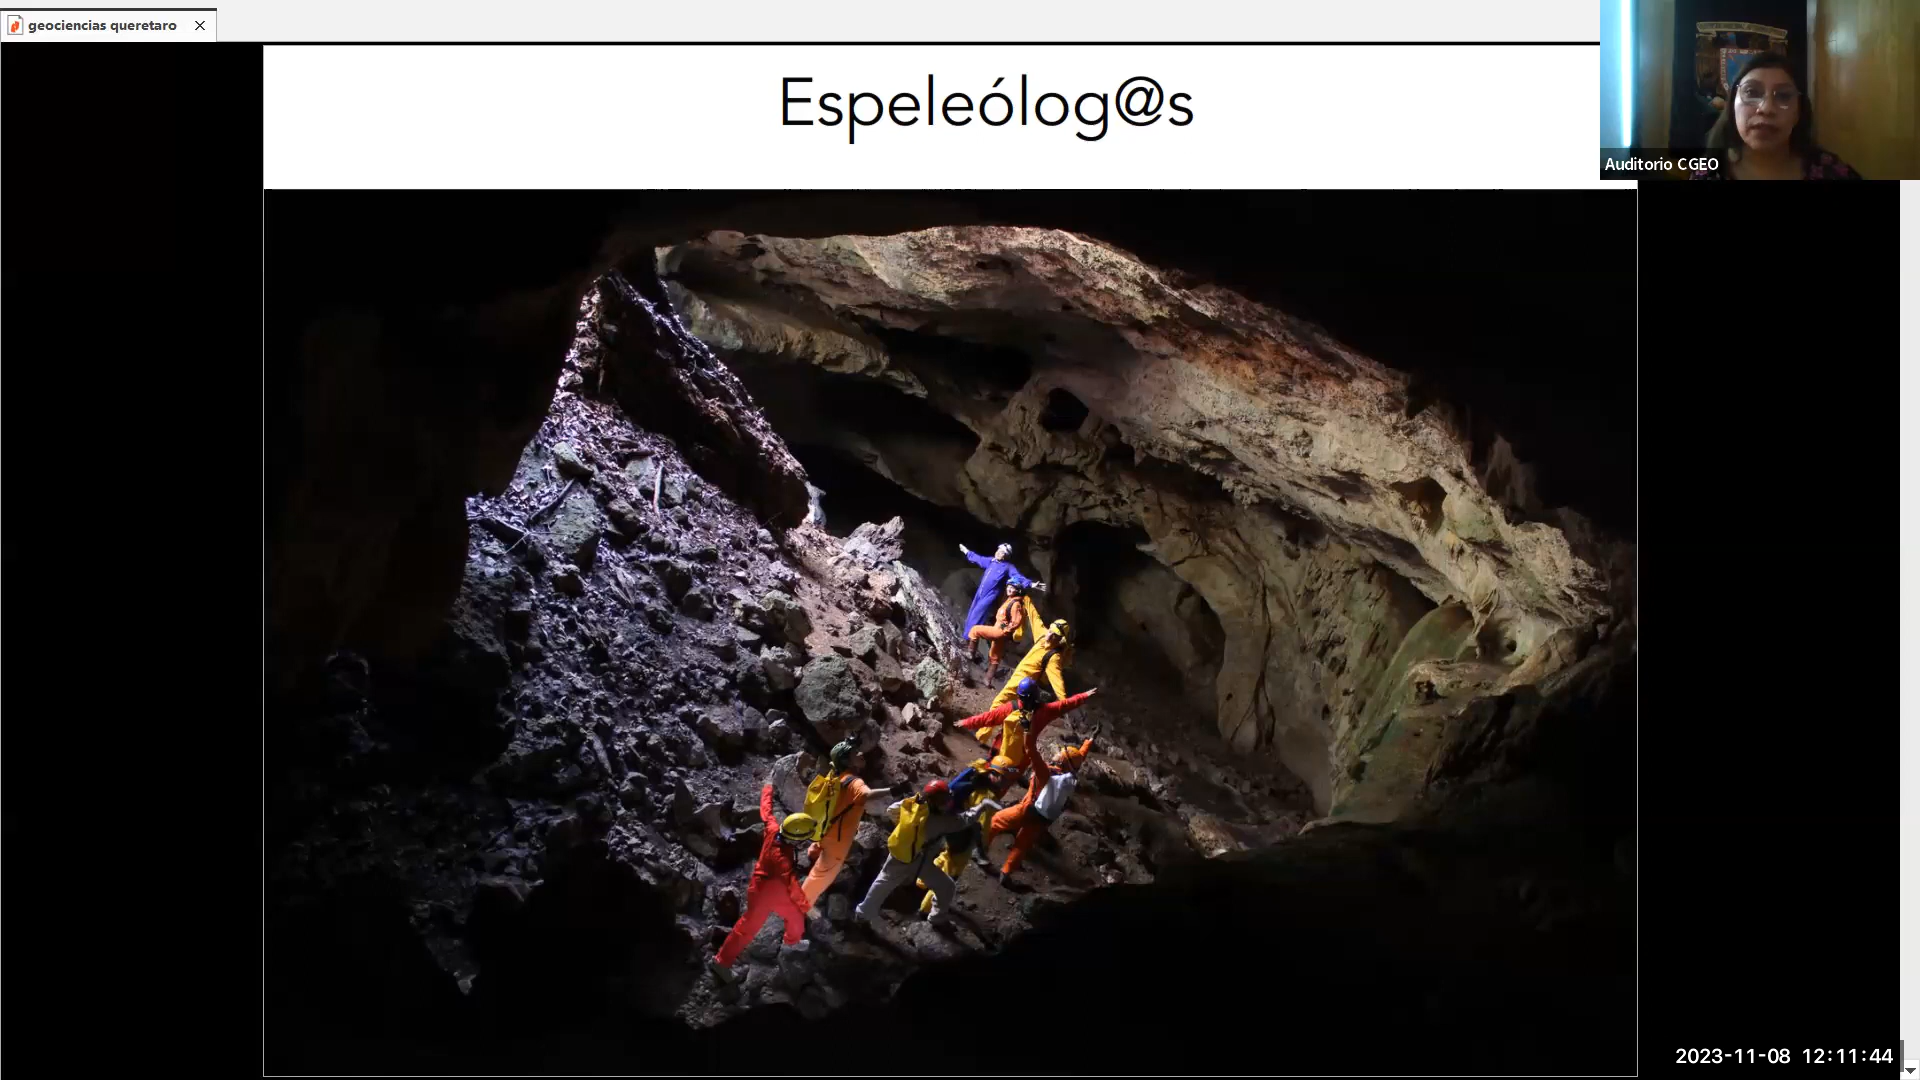 geociencias queretaro
Espeleólog@s
Auditorio CGEO
2023-11-08 12:11:44